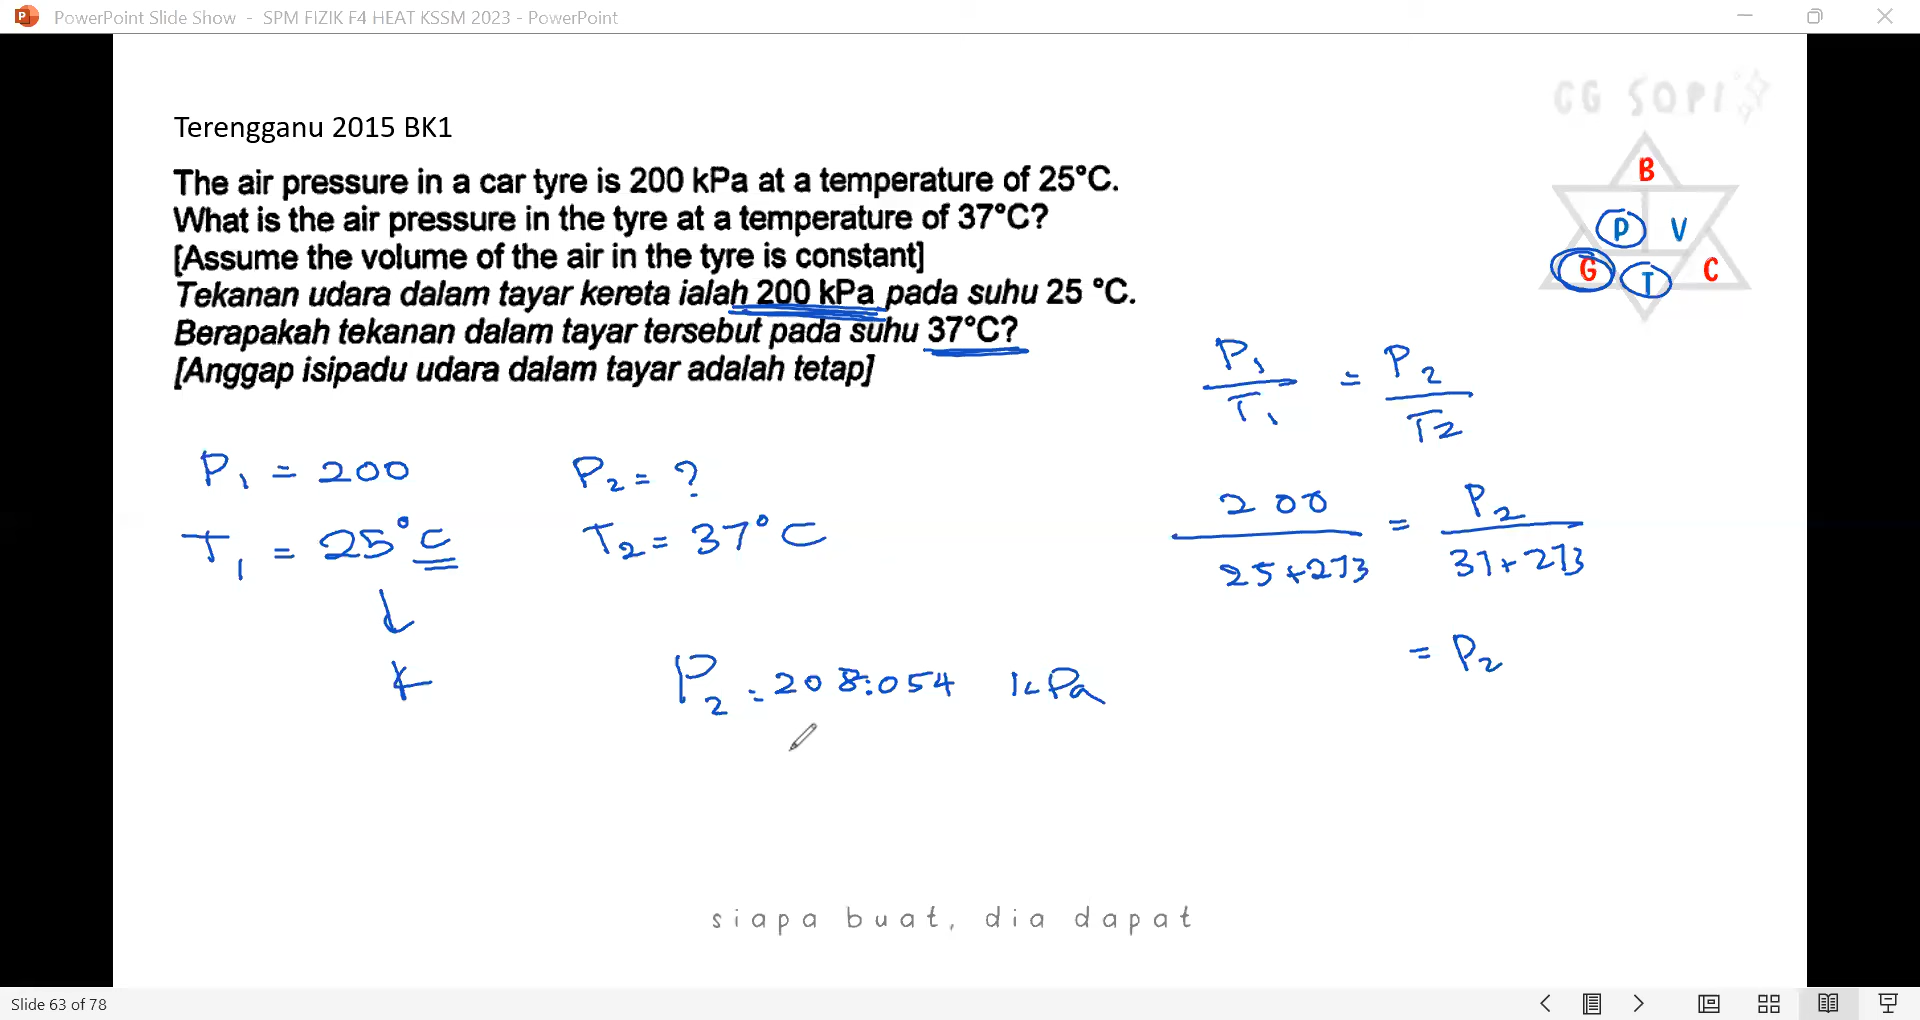 PowerPoint Slide Show - SPM FIZIK F4 HEAT KSSM 2023 - PowerPoint
CG SOPI
Terengganu 2015 BK1
The air pressure in a car tyre is 200 kPa at a temperature of 25°C.
What is the air pressure in the tyre at a temperature of 37°C?
[Assume the volume of the air in the tyre is constant]
Tekanan udara dalam tayar kereta ialah 200 kPa pada suhu 25 °C.
Berapakah tekanan dalam tayar tersebut pada suhu 37°C?
[Anggap isipadu udara dalam tayar adalah tetap]
B
P V
G T C
P₁ / T₁ = P₂ / T₂
P₁ = 200
P₂ = ?
T₁ = 25°C
T₂ = 37°C
200 / 25+273 = P₂ / 37+273
↓
K
= P₂
P₂ = 208.054 kPa
siapa buat, dia dapat
Slide 63 of 78